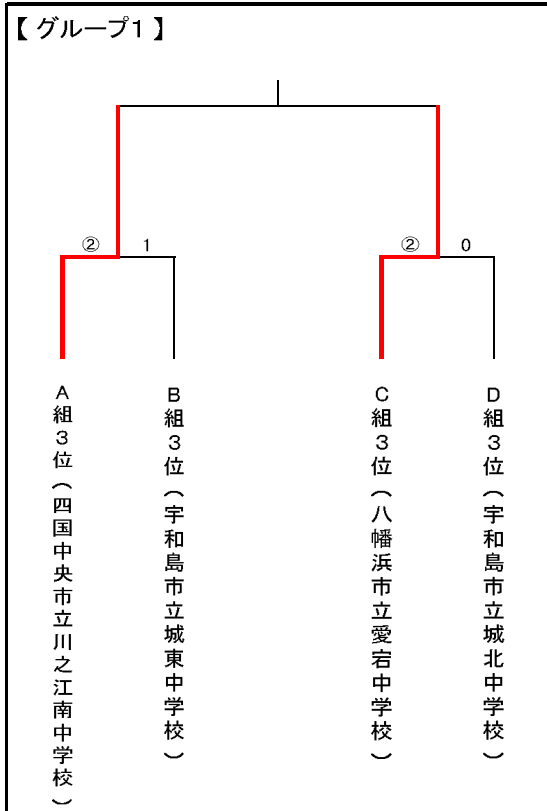 【グループ1】
② 1
② 0
A組3位（四国中央市立川之江南中学校）
B組3位（宇和島市立城東中学校）
C組3位（八幡浜市立愛宕中学校）
D組3位（宇和島市立城北中学校）